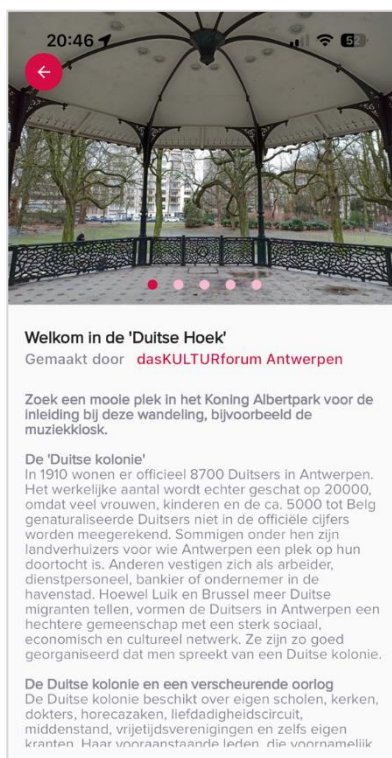 20:46
Welkom in de 'Duitse Hoek'
Gemaakt door dasKULTURforum Antwerpen
Zoek een mooie plek in het Koning Albertpark voor de
inleiding bij deze wandeling, bijvoorbeeld de
muziekkiosk.
De 'Duitse kolonie'
In 1910 wonen er officieel 8700 Duitsers in Antwerpen.
Het werkelijke aantal wordt echter geschat op 20000,
omdat veel vrouwen, kinderen en de ca. 5000 tot Belg
genaturaliseerde Duitsers niet in de officiële cijfers
worden meegerekend. Sommigen onder hen zijn
landverhuizers voor wie Antwerpen een plek op hun
doortocht is. Anderen vestigen zich als arbeider,
dienstpersoneel, bankier of ondernemer in de
havenstad. Hoewel Luik en Brussel meer Duitse
migranten tellen, vormen de Duitsers in Antwerpen een
hechtere gemeenschap met een sterk sociaal,
economisch en cultureel netwerk. Ze zijn zo goed
georganiseerd dat men spreekt van een Duitse kolonie.
De Duitse kolonie en een verscheurende oorlog
De Duitse kolonie beschikt over eigen scholen, kerken,
dokters, horecazaken, liefdadigheidscircuit,
middenstand, vrijetijdsverenigingen en zelfs eigen
kranten. Haar vooraanstaande leden, die voornamelijk